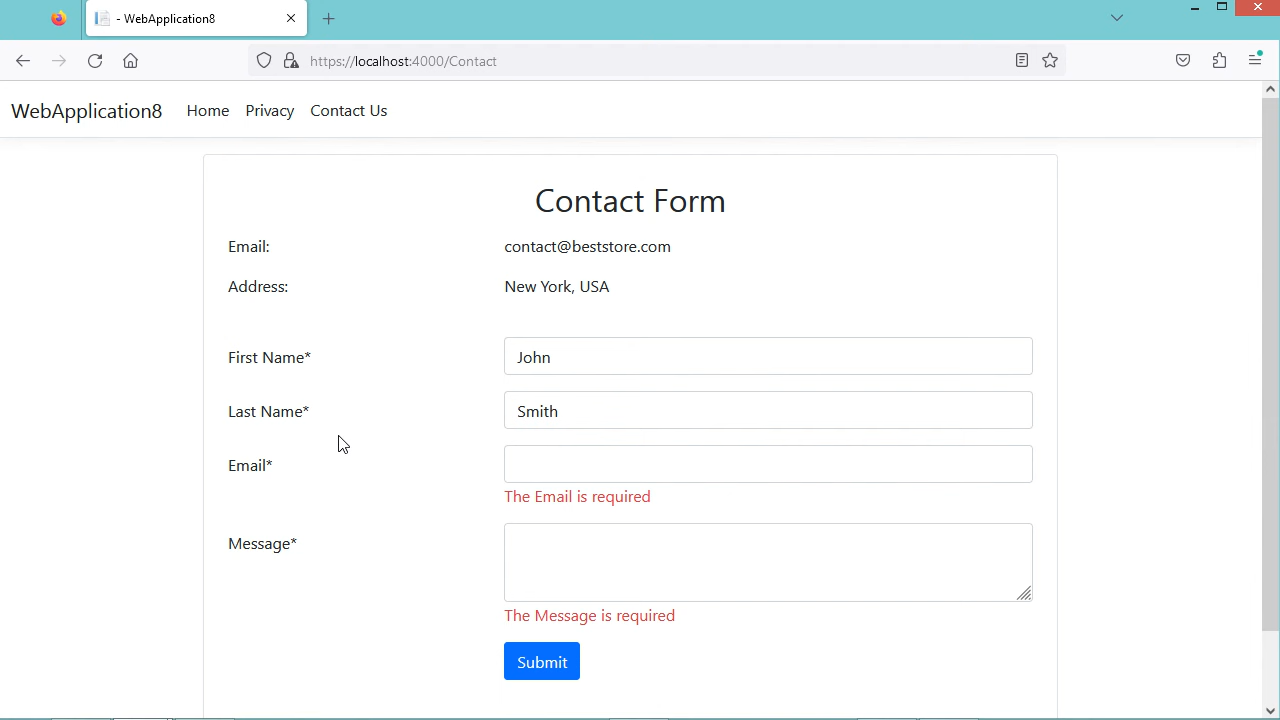 - WebApplication8
https://localhost:4000/Contact
WebApplication8 Home Privacy Contact Us
Contact Form
Email: contact@beststore.com
Address: New York, USA
First Name* John
Last Name* Smith
Email*
The Email is required
Message*
The Message is required
Submit